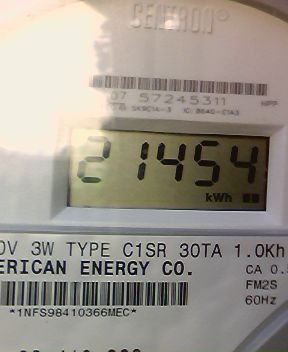 CENTRON®
07 57245311
21454
kWh
0V 3W TYPE C1SR 30TA 1.0Kh
ERICAN ENERGY CO.
CA 0.5
FM2S
60Hz
*1NFS98410366MEC*